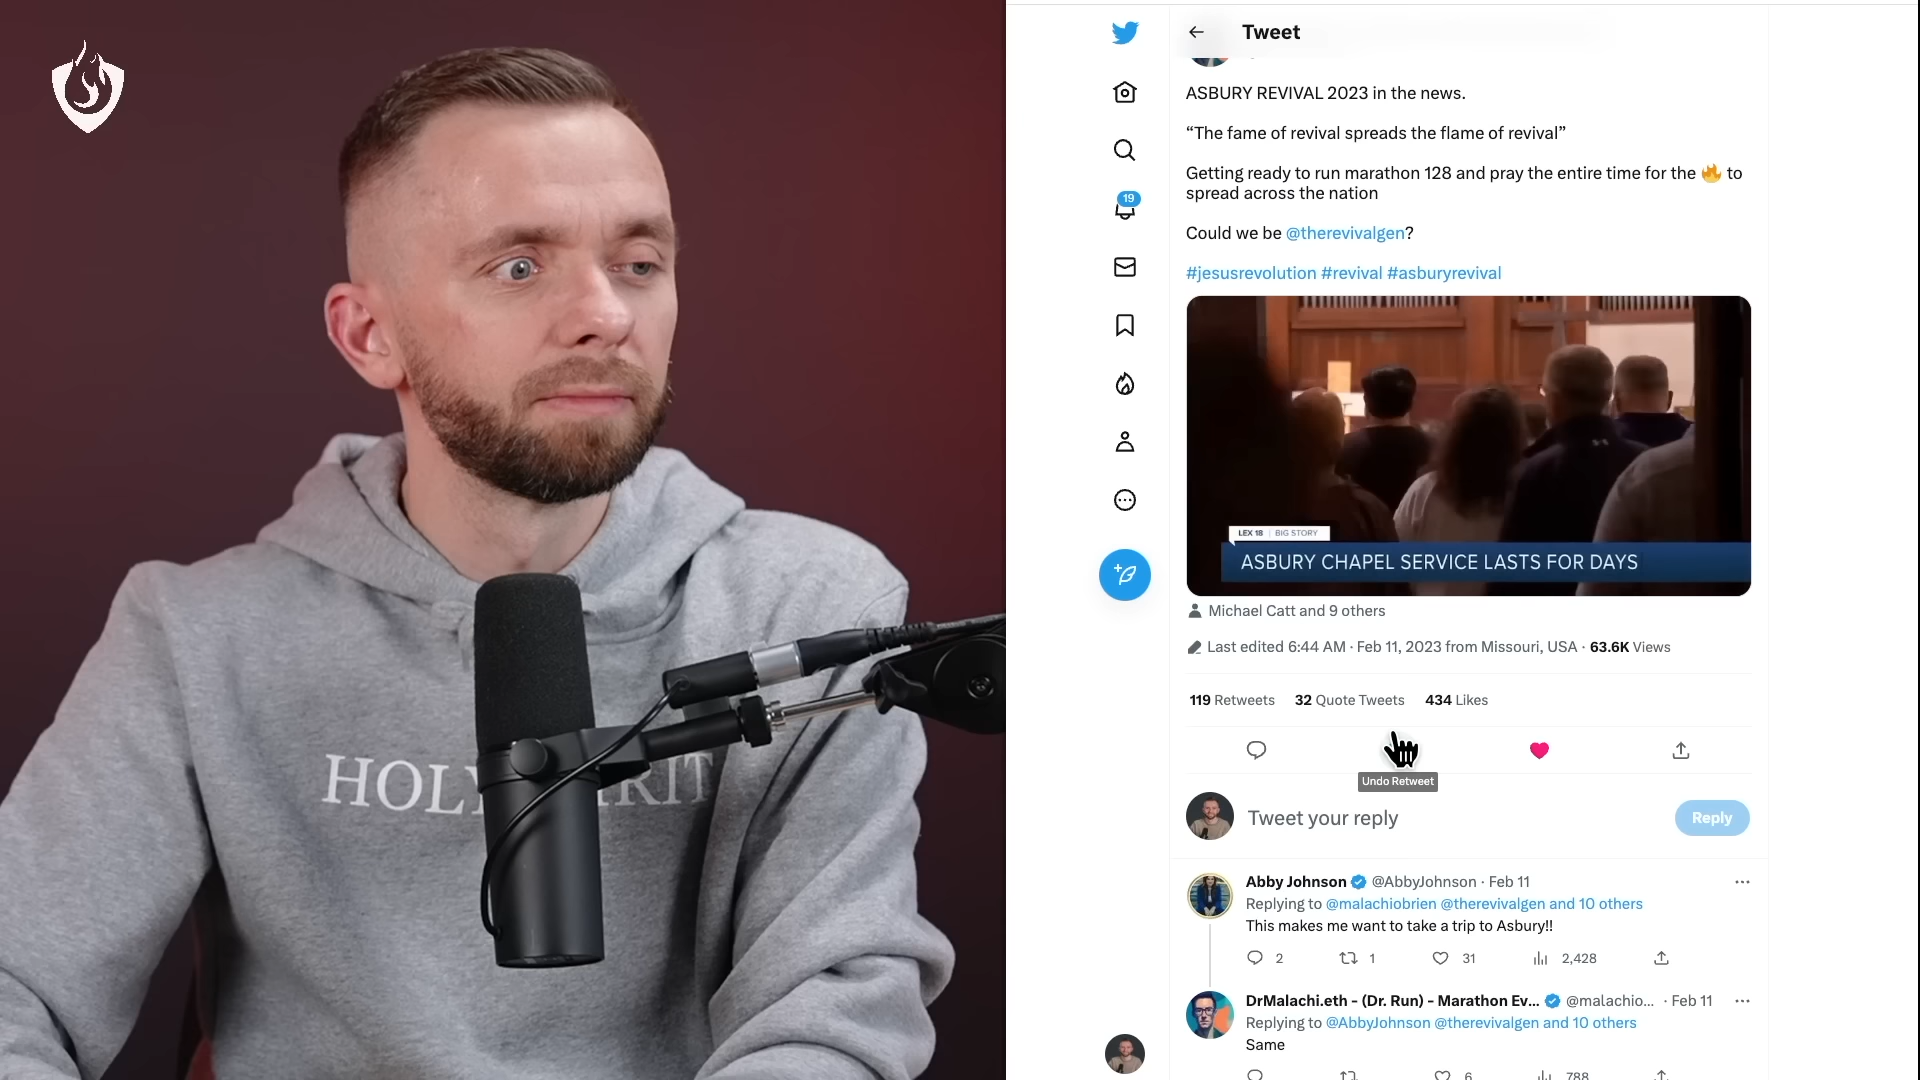 Tweet
ASBURY REVIVAL 2023 in the news.
“The fame of revival spreads the flame of revival”
Getting ready to run marathon 128 and pray the entire time for the 🔥 to
spread across the nation
Could we be @therevivalgen?
#jesusrevolution #revival #asburyrevival
19
LEX 18 | BIG STORY
ASBURY CHAPEL SERVICE LASTS FOR DAYS
Michael Catt and 9 others
Last edited 6:44 AM · Feb 11, 2023 from Missouri, USA · 63.6K Views
119 Retweets 32 Quote Tweets 434 Likes
Undo Retweet
Tweet your reply
Reply
Abby Johnson @AbbyJohnson · Feb 11
Replying to @malachiobrien @therevivalgen and 10 others
This makes me want to take a trip to Asbury!!
2 1 31 2,428
DrMalachi.eth - (Dr. Run) - Marathon Ev... @malachio... · Feb 11
Replying to @AbbyJohnson @therevivalgen and 10 others
Same
6 788
HOLY